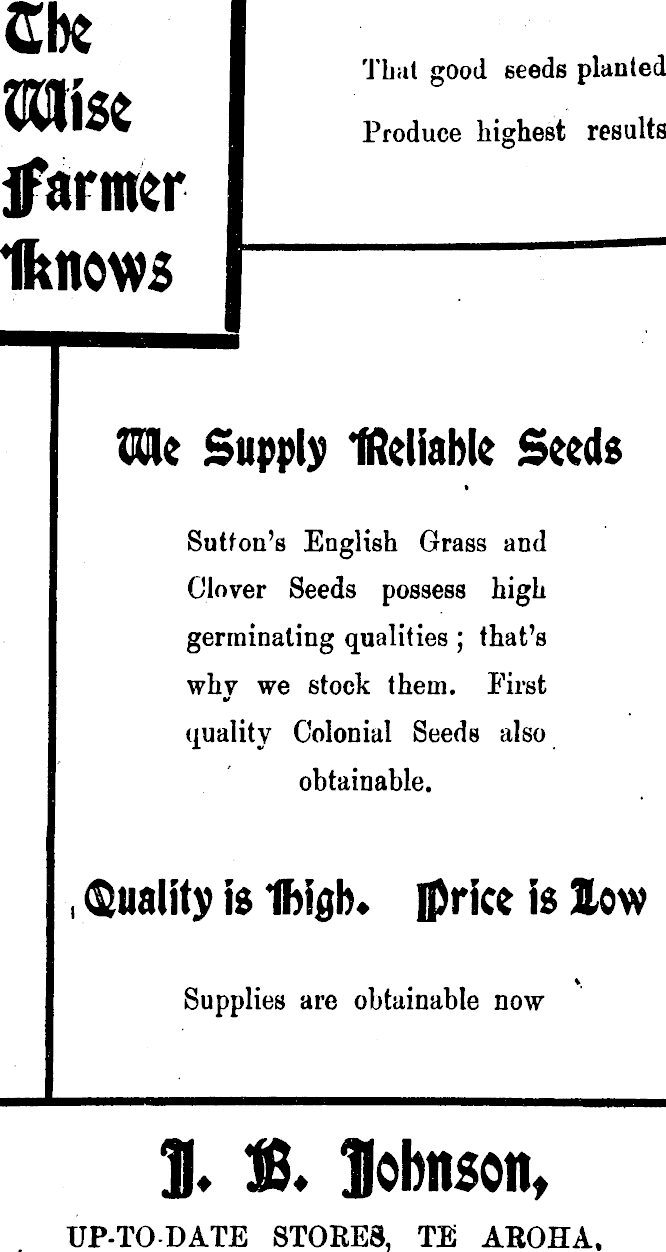 The
Wise
Farmer
Knows
That good seeds planted
Produce highest results
We Supply Reliable Seeds
Sutton's English Grass and
Clover Seeds possess high
germinating qualities ; that's
why we stock them. First
quality Colonial Seeds also
obtainable.
Quality is High. Price is Low
Supplies are obtainable now
J. B. Johnson,
UP-TO-DATE STORES, TE AROHA.